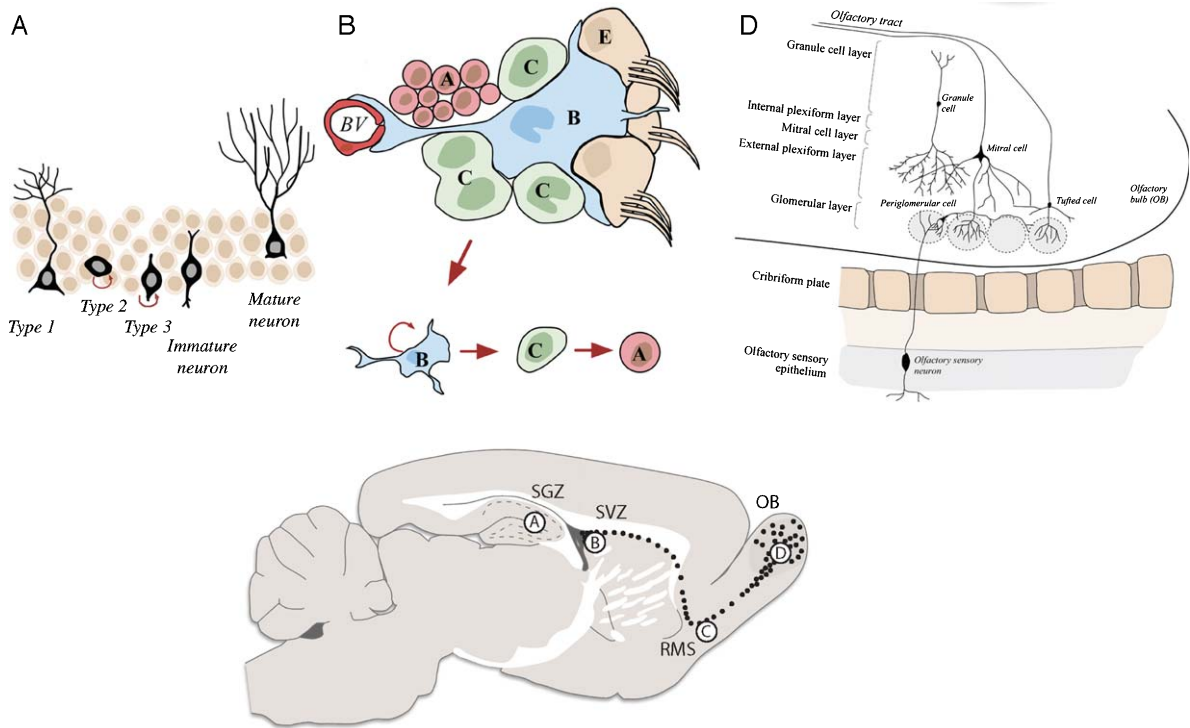 A
Type 1
Type 2
Type 3
Immature
neuron
Mature
neuron
B
E
C
A
BV
B
C
C
B
C
A
D
Olfactory tract
Granule cell layer
Granule
cell
Internal plexiform layer
Mitral cell layer
Mitral cell
External plexiform layer
Olfactory
bulb (OB)
Glomerular layer
Periglomerular cell
Tufted cell
Cribriform plate
Olfactory sensory
epithelium
Olfactory sensory
neuron
SGZ
A
SVZ
B
OB
D
RMS
C